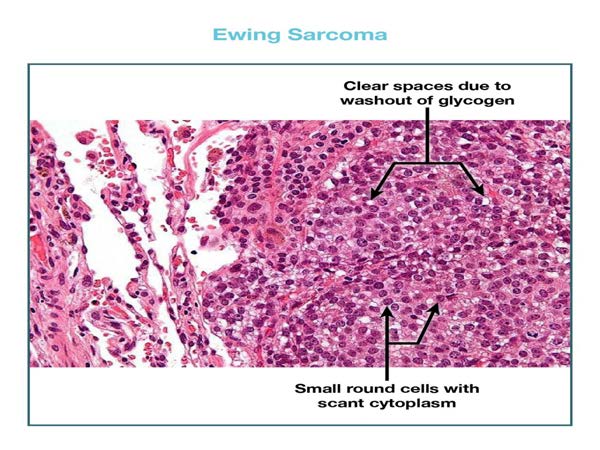 Ewing Sarcoma
Clear spaces due to
washout of glycogen
Small round cells with
scant cytoplasm